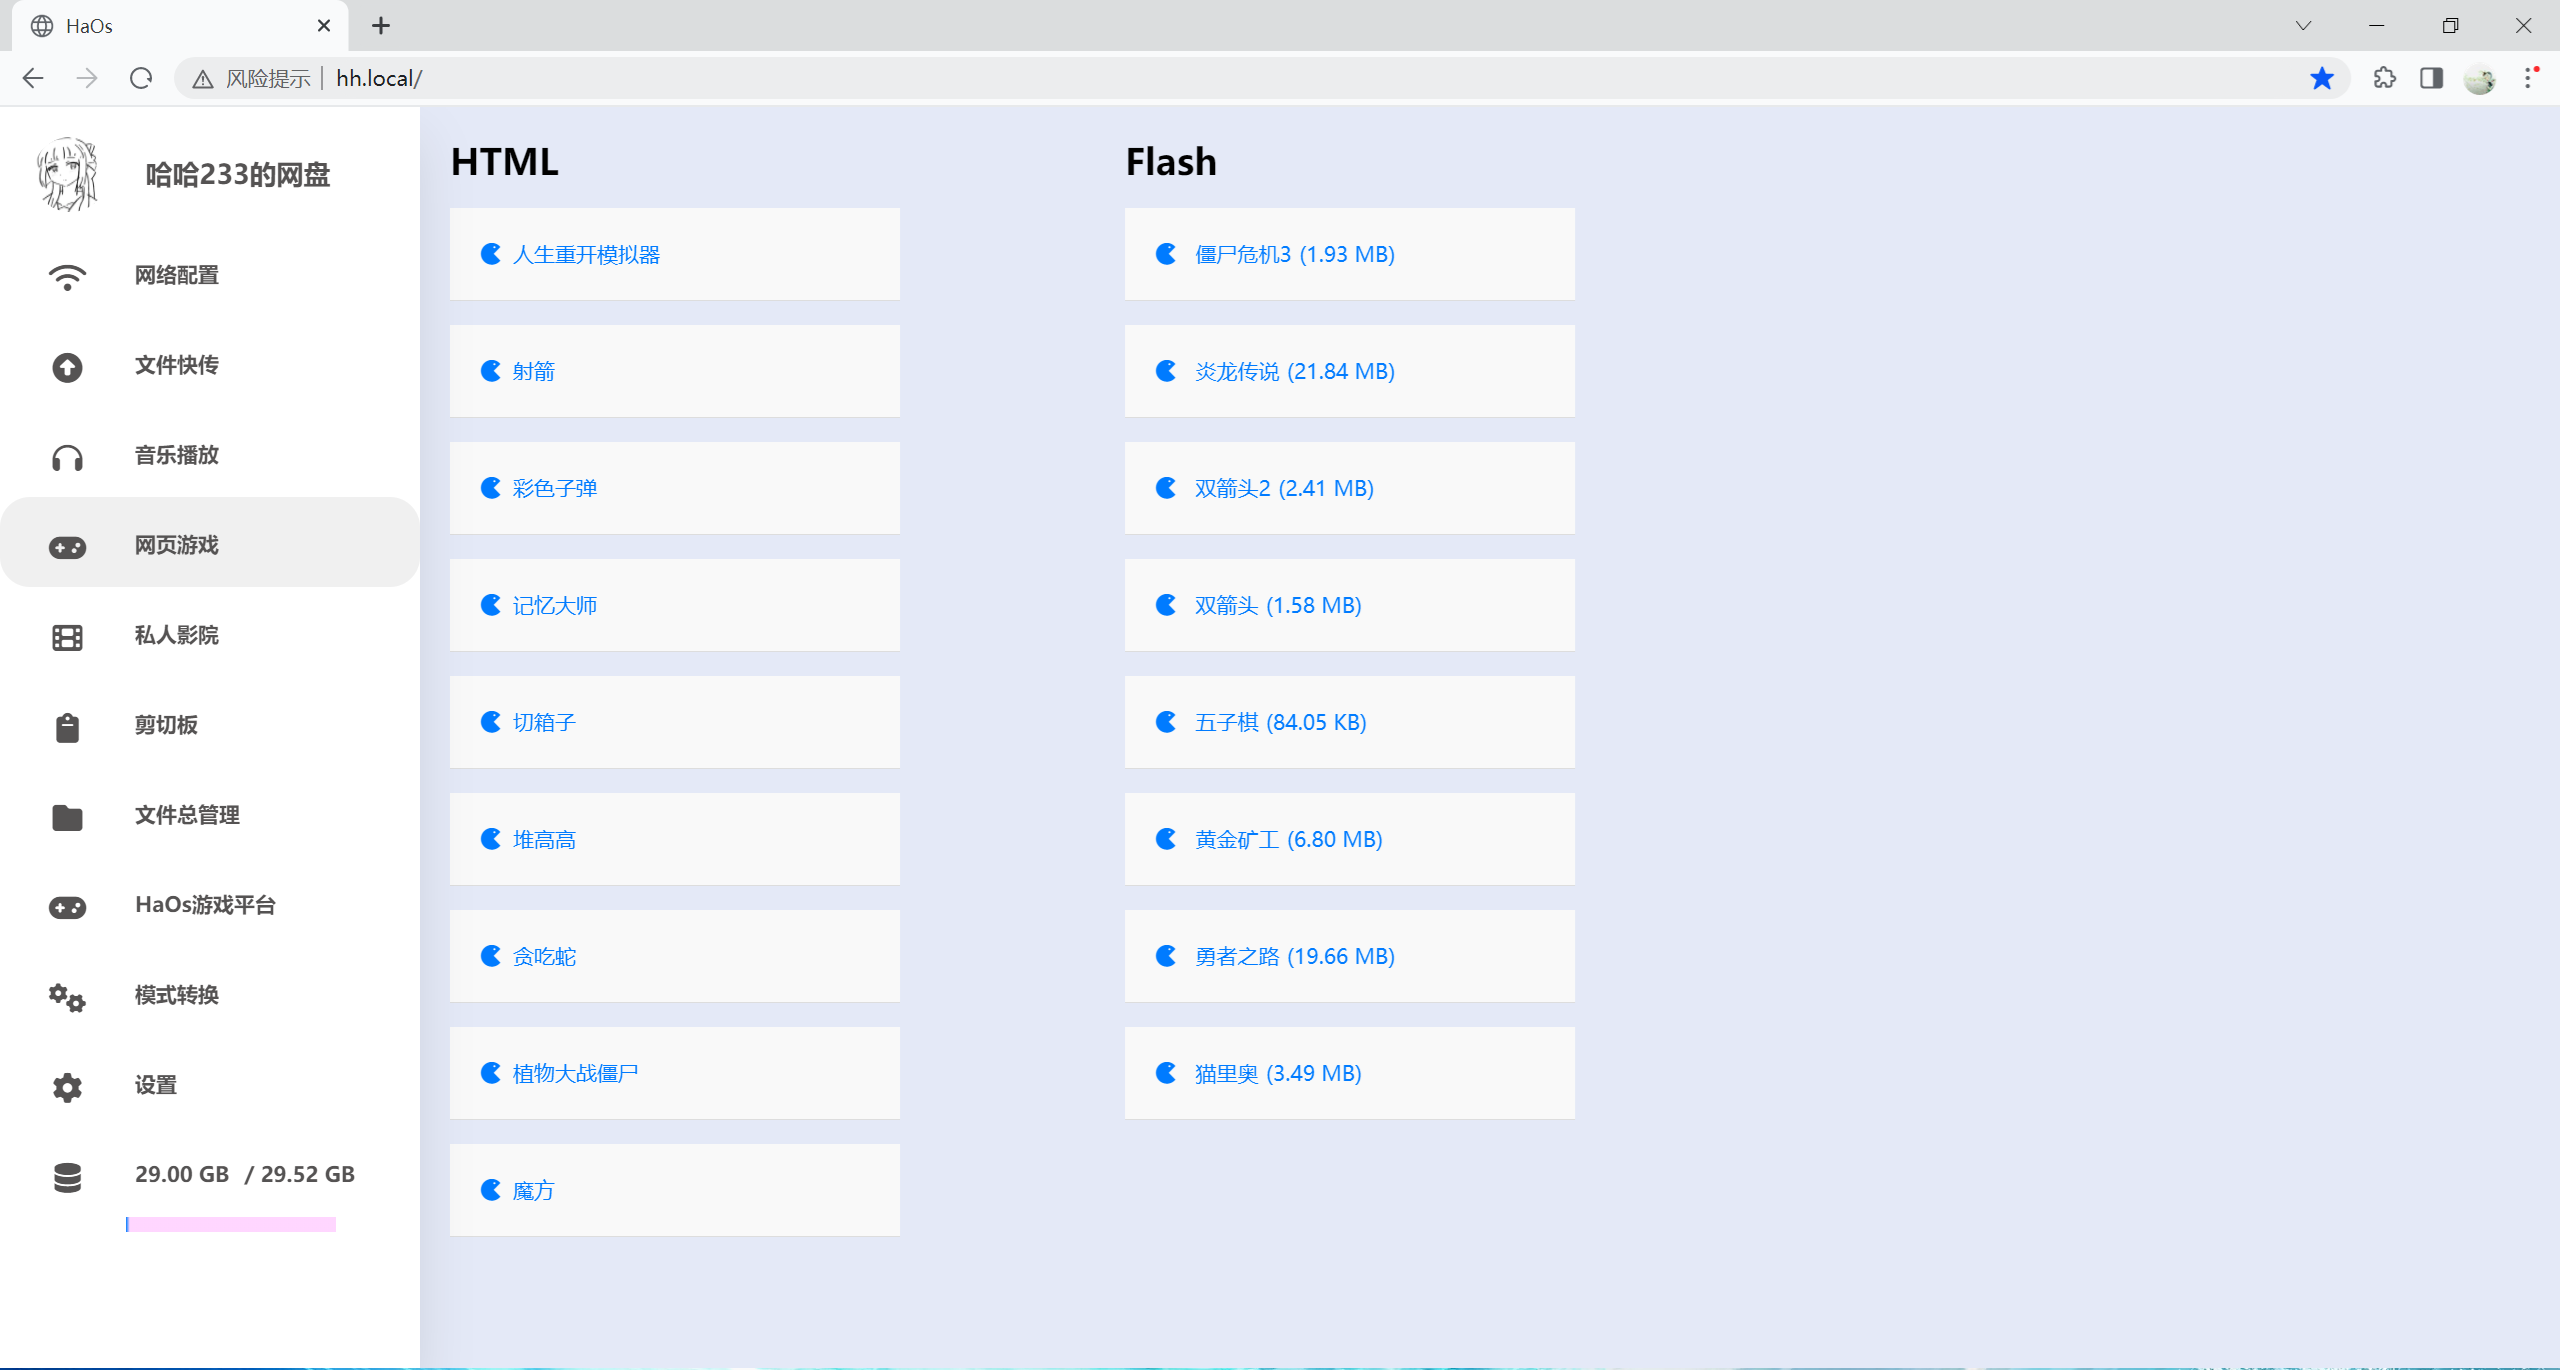 HaOs
风险提示 hh.local/
哈哈233的网盘
网络配置
文件快传
音乐播放
网页游戏
私人影院
剪切板
文件总管理
HaOs游戏平台
模式转换
设置
29.00 GB / 29.52 GB
HTML
人生重开模拟器
射箭
彩色子弹
记忆大师
切箱子
堆高高
贪吃蛇
植物大战僵尸
魔方
Flash
僵尸危机3 (1.93 MB)
炎龙传说 (21.84 MB)
双箭头2 (2.41 MB)
双箭头 (1.58 MB)
五子棋 (84.05 KB)
黄金矿工 (6.80 MB)
勇者之路 (19.66 MB)
猫里奥 (3.49 MB)